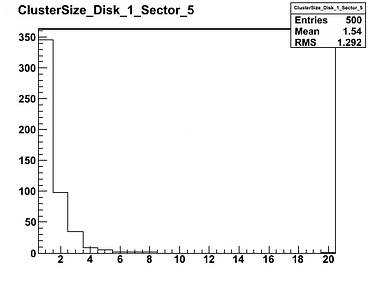 ClusterSize_Disk_1_Sector_5
ClusterSize_Disk_1_Sector_5
Entries 500
Mean 1.54
RMS 1.292
350
300
250
200
150
100
50
0
2 4 6 8 10 12 14 16 18 20